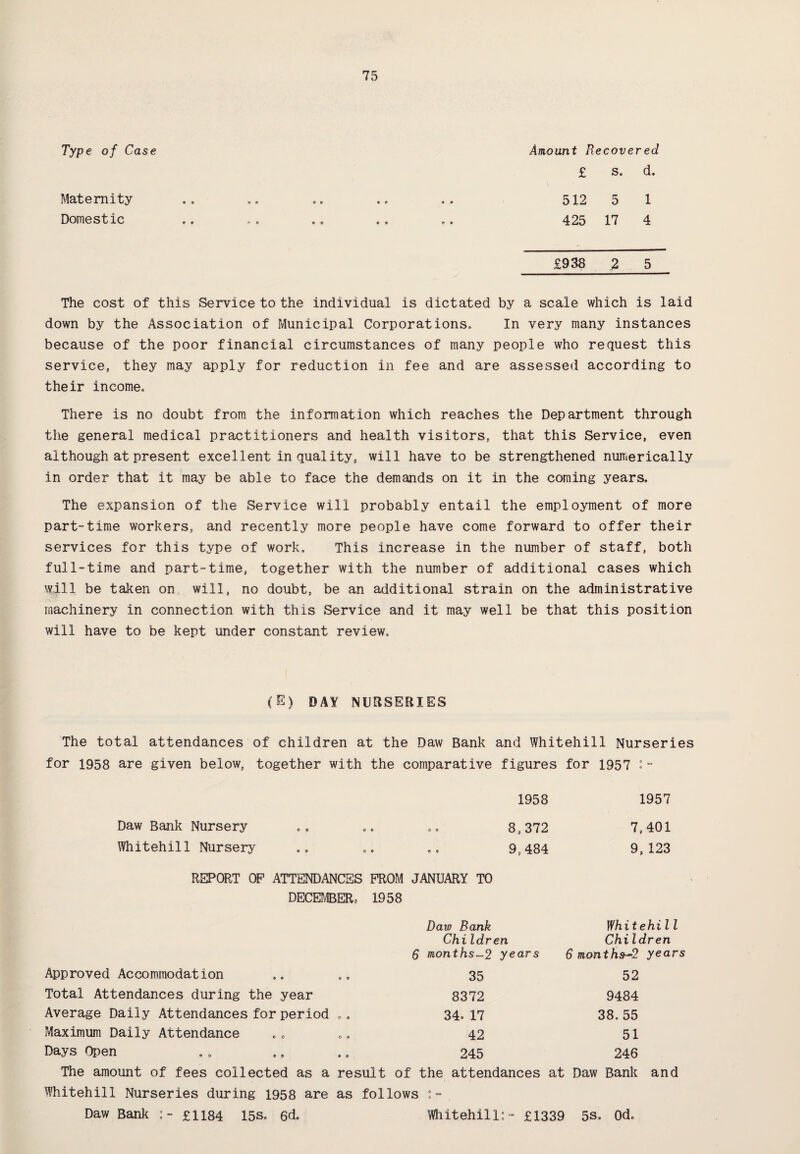 75
Type of Case Amount Recovered
£ s. d.
Maternity .. .. .. .. .. 512 5 1
Domestic .. .. .. .. .. 425 17 4
£938 2 5
The cost of this Service to the individual is dictated by a scale which is laid
down by the Association of Municipal Corporations. In very many instances
because of the poor financial circumstances of many people who request this
service, they may apply for reduction in fee and are assessed according to
their income.
There is no doubt from the information which reaches the Department through
the general medical practitioners and health visitors, that this Service, even
although at present excellent in quality, will have to be strengthened numerically
in order that it may be able to face the demands on it in the coming years.
The expansion of the Service will probably entail the employment of more
part-time workers, and recently more people have come forward to offer their
services for this type of work. This increase in the number of staff, both
full-time and part-time, together with the number of additional cases which
will be taken on will, no doubt, be an additional strain on the administrative
machinery in connection with this Service and it may well be that this position
will have to be kept under constant review.
(E) DAY NURSERIES
The total attendances of children at the Daw Bank and Whitehill Nurseries
for 1958 are given below, together with the comparative figures for 1957 :-
1958 1957
Daw Bank Nursery .. .. .. 8,372 7,401
Whitehill Nursery .. .. .. 9,484 9,123
REPORT OF ATTENDANCES FROM JANUARY TO
DECEMBER, 1958
Daw Bank Whitehill
Children Children
6 months-2 years 6 months-2 years
Approved Accommodation .. .. 35 52
Total Attendances during the year 8372 9484
Average Daily Attendances for period .. 34.17 38.55
Maximum Daily Attendance .. .. 42 51
Days Open .. .. .. 245 246
The amount of fees collected as a result of the attendances at Daw Bank and
Whitehill Nurseries during 1958 are as follows :-
Daw Bank :- £1184 15s. 6d. Whitehill:- £1339 5s. 0d.